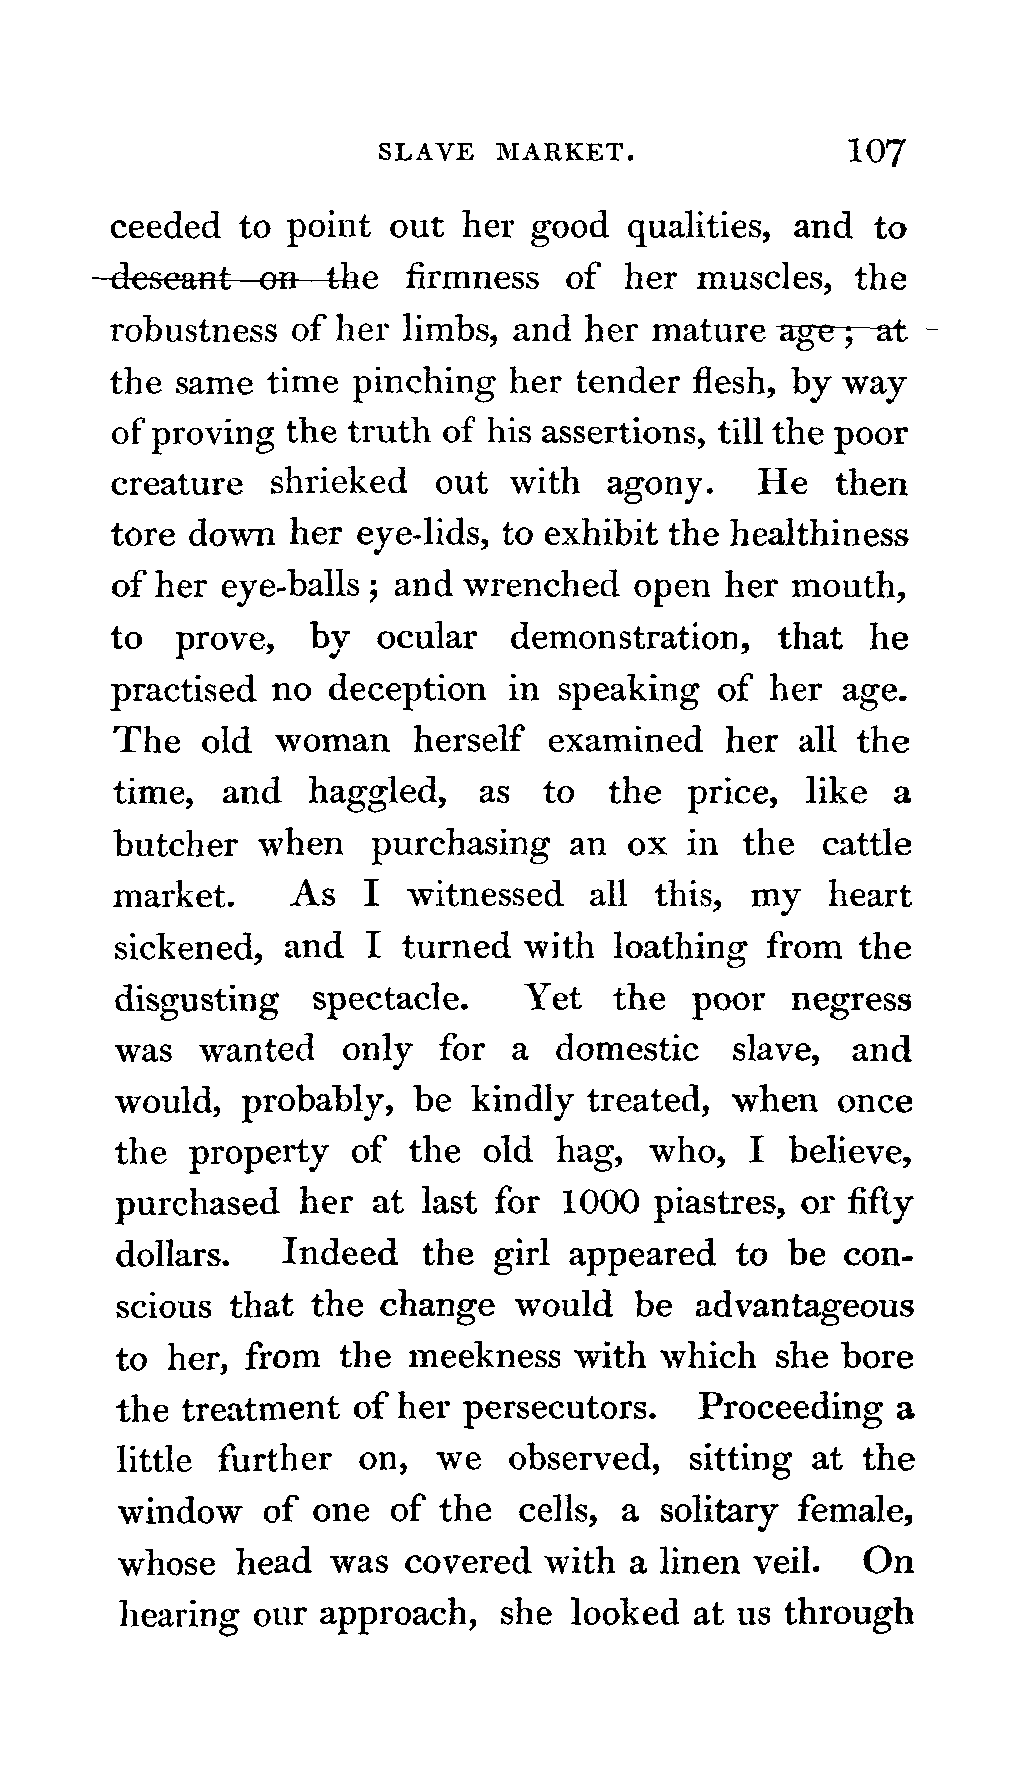 SLAVE MARKET. 107
ceeded to point out her good qualities, and to
descant on the firmness of her muscles, the
robustness of her limbs, and her mature age; at
the same time pinching her tender flesh, by way
of proving the truth of his assertions, till the poor
creature shrieked out with agony. He then
tore down her eye-lids, to exhibit the healthiness
of her eye-balls; and wrenched open her mouth,
to prove, by ocular demonstration, that he
practised no deception in speaking of her age.
The old woman herself examined her all the
time, and haggled, as to the price, like a
butcher when purchasing an ox in the cattle
market. As I witnessed all this, my heart
sickened, and I turned with loathing from the
disgusting spectacle. Yet the poor negress
was wanted only for a domestic slave, and
would, probably, be kindly treated, when once
the property of the old hag, who, I believe,
purchased her at last for 1000 piastres, or fifty
dollars. Indeed the girl appeared to be con-
scious that the change would be advantageous
to her, from the meekness with which she bore
the treatment of her persecutors. Proceeding a
little further on, we observed, sitting at the
window of one of the cells, a solitary female,
whose head was covered with a linen veil. On
hearing our approach, she looked at us through